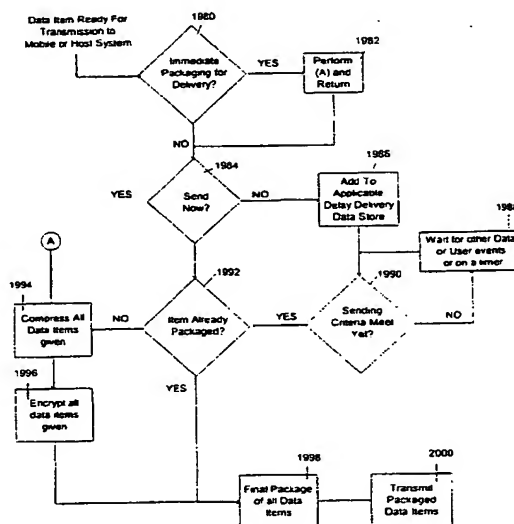 Data Item Ready For
Transmission to
Mobile or Host System
1980
Immediate
Packaging for
Delivery?
YES
1982
Perform
(A) and
Return
NO
1984
YES
Send
Now?
NO
1986
Add To
Applicable
Delay Delivery
Data Store
198
Wait for other Data
or User events
or on a timer
A
1994
Compress All
Data Items
given
NO
1992
Item Already
Packaged?
YES
1990
Sending
Criteria Meet
Yet?
NO
1996
Encrypt all
data items
given
YES
1998
Final Package
of all Data
Items
2000
Transmit
Packaged
Data Items